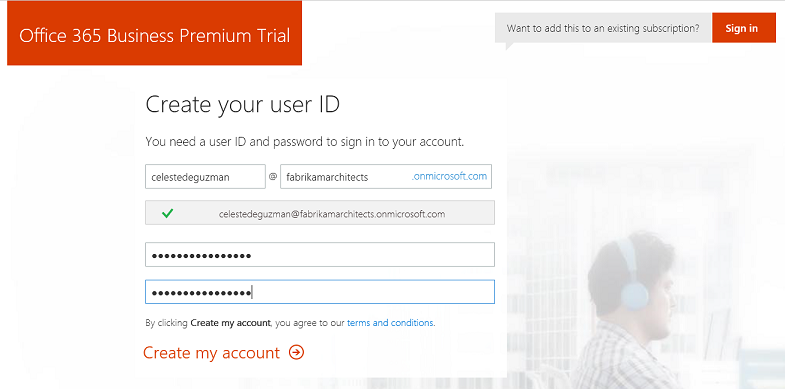 Office 365 Business Premium Trial
Want to add this to an existing subscription? Sign in
Create your user ID
You need a user ID and password to sign in to your account.
celestedeguzman @ fabrikamarchitects .onmicrosoft.com
celestedeguzman@fabrikamarchitects.onmicrosoft.com
••••••••••••••••
••••••••••••••••
By clicking Create my account, you agree to our terms and conditions.
Create my account